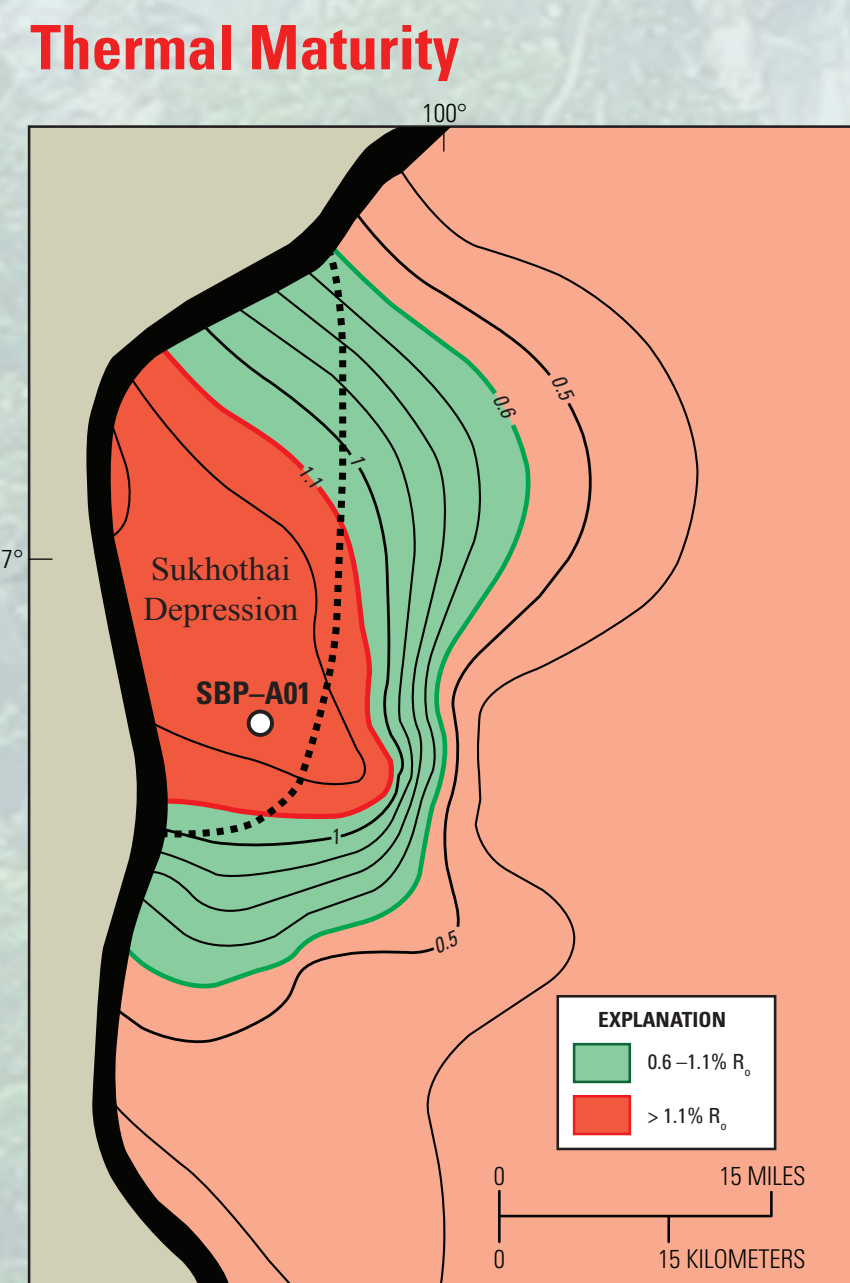 Thermal Maturity
100°
0.5
0.6
1
1.1
7°
Sukhothai
Depression
SBP–A01
1
0.5
EXPLANATION
0.6 –1.1% Ro
> 1.1% Ro
0 15 MILES
0 15 KILOMETERS